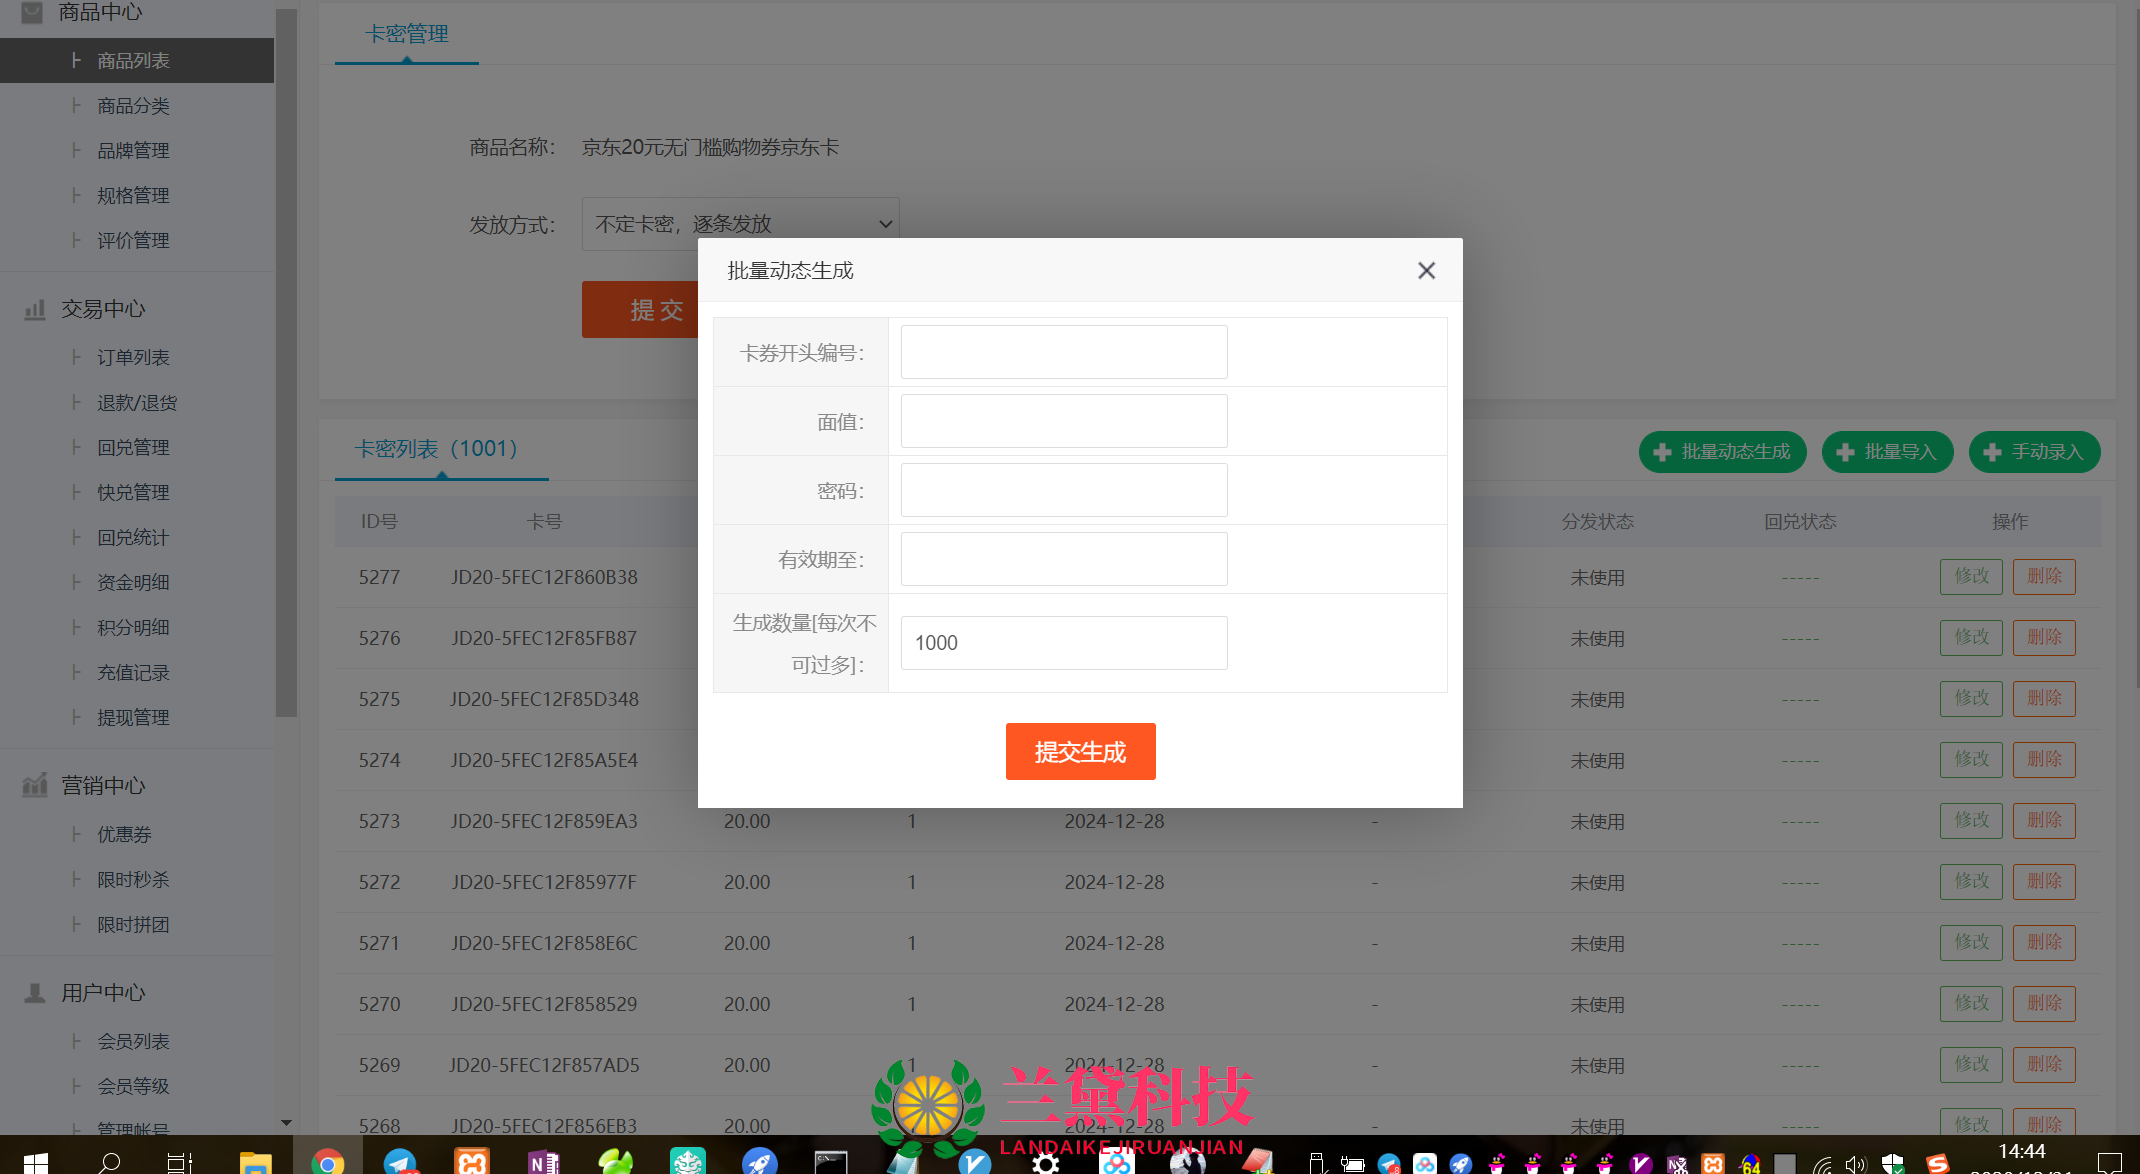 商品中心
├ 商品列表
├ 商品分类
├ 品牌管理
├ 规格管理
├ 评价管理
交易中心
├ 订单列表
├ 退款/退货
├ 回兑管理
├ 快兑管理
├ 回兑统计
├ 资金明细
├ 积分明细
├ 充值记录
├ 提现管理
营销中心
├ 优惠券
├ 限时秒杀
├ 限时拼团
用户中心
├ 会员列表
├ 会员等级
├ 管理帐号
卡密管理
商品名称： 京东20元无门槛购物券京东卡
发放方式： 不定卡密，逐条发放
提 交
批量动态生成
卡券开头编号：
面值：
密码：
有效期至：
生成数量[每次不
可过多]： 1000
提交生成
卡密列表（1001） 批量动态生成 批量导入 手动录入
ID号 卡号 分发状态 回兑状态 操作
5277 JD20-5FEC12F860B38 未使用 ----- 修改 删除
5276 JD20-5FEC12F85FB87 未使用 ----- 修改 删除
5275 JD20-5FEC12F85D348 未使用 ----- 修改 删除
5274 JD20-5FEC12F85A5E4 未使用 ----- 修改 删除
5273 JD20-5FEC12F859EA3 20.00 1 2024-12-28 - 未使用 ----- 修改 删除
5272 JD20-5FEC12F85977F 20.00 1 2024-12-28 - 未使用 ----- 修改 删除
5271 JD20-5FEC12F858E6C 20.00 1 2024-12-28 - 未使用 ----- 修改 删除
5270 JD20-5FEC12F858529 20.00 1 2024-12-28 - 未使用 ----- 修改 删除
5269 JD20-5FEC12F857AD5 20.00 1 2024-12-28 - 未使用 ----- 修改 删除
5268 JD20-5FEC12F856EB3 20.00 1 2024-12-28 - 未使用 ----- 修改 删除
兰黛科技
LANDAIKEJIRUANJIAN
64
14:44